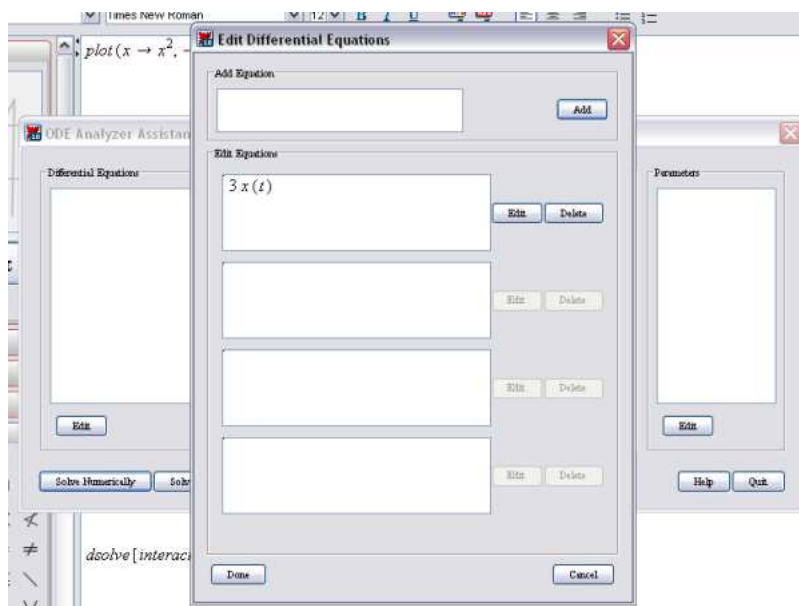 Times New Roman 12 B I U
plot(x → x², -
Edit Differential Equations
Add Equation
Add
ODE Analyzer Assistan
Edit Equations
Differential Equations
Parameters
3 x (t)
Edit Delete
Edit Delete
Edit Delete
Edit Edit
Solve Numerically Solv
Edit Delete
Help Quit
≠
dsolve[interac
Done Cancel